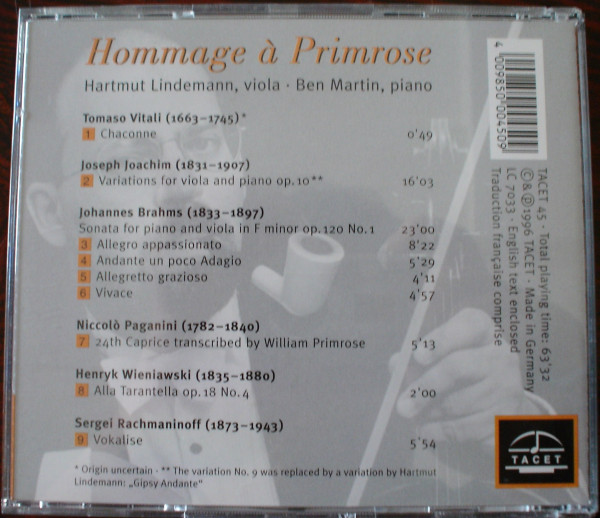 Hommage à Primrose
Hartmut Lindemann, viola · Ben Martin, piano
Tomaso Vitali (1663–1745)*
1 Chaconne 0'49
Joseph Joachim (1831–1907)
2 Variations for viola and piano op.10** 16'03
Johannes Brahms (1833–1897)
Sonata for piano and viola in F minor op.120 No.1 23'00
3 Allegro appassionato 8'22
4 Andante un poco Adagio 5'29
5 Allegretto grazioso 4'11
6 Vivace 4'57
Niccolò Paganini (1782–1840)
7 24th Caprice transcribed by William Primrose 5'13
Henryk Wieniawski (1835–1880)
8 Alla Tarantella op.18 No.4 2'00
Sergei Rachmaninoff (1873–1943)
9 Vokalise 5'54
* Origin uncertain · ** The variation No. 9 was replaced by a variation by Hartmut
Lindemann: „Gipsy Andante"
4 009850 004509
TACET 45 · Total playing time: 63'32
© & ℗ 1996 TACET · Made in Germany
LC 7033 · English text enclosed
Traduction française comprise
TACET